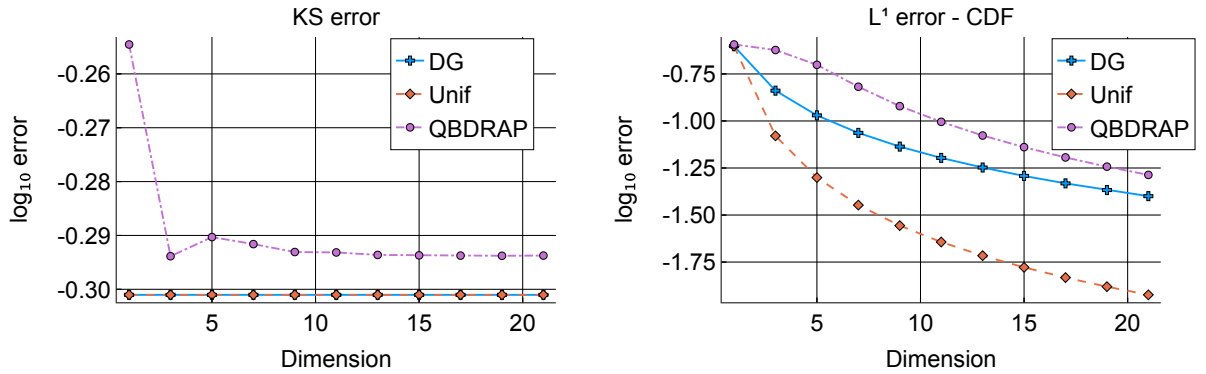 KS error
-0.26
-0.27
-0.28
-0.29
-0.30
log₁₀ error
5
10
15
20
Dimension
DG
Unif
QBDRAP
L¹ error - CDF
-0.75
-1.00
-1.25
-1.50
-1.75
log₁₀ error
5
10
15
20
Dimension
DG
Unif
QBDRAP